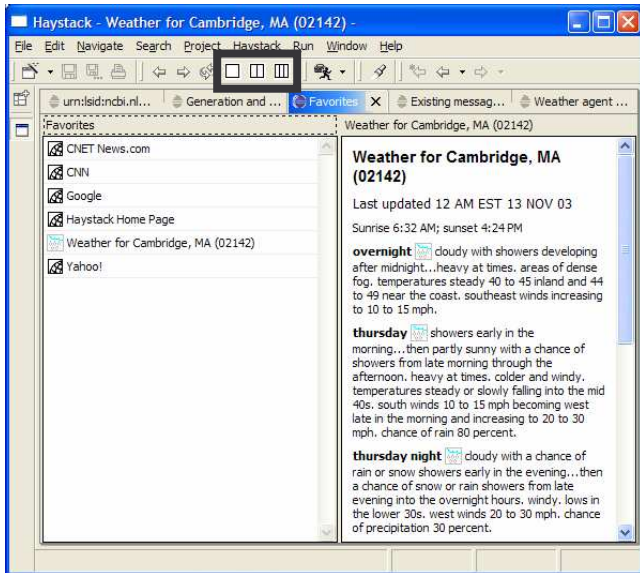 Haystack - Weather for Cambridge, MA (02142) -
File Edit Navigate Search Project Haystack Run Window Help
urn:lsid:ncbi.nl... Generation and ... Favorites Existing messag... Weather agent ...
Favorites
CNET News.com
CNN
Google
Haystack Home Page
Weather for Cambridge, MA (02142)
Yahoo!
Weather for Cambridge, MA (02142)
Weather for Cambridge, MA
(02142)
Last updated 12 AM EST 13 NOV 03
Sunrise 6:32 AM; sunset 4:24 PM
overnight cloudy with showers developing
after midnight...heavy at times. areas of dense
fog. temperatures steady 40 to 45 inland and 44
to 49 near the coast. southeast winds increasing
to 10 to 15 mph.
thursday showers early in the
morning...then partly sunny with a chance of
showers from late morning through the
afternoon. heavy at times. colder and windy.
temperatures steady or slowly falling into the mid
40s. south winds 10 to 15 mph becoming west
late in the morning and increasing to 20 to 30
mph. chance of rain 80 percent.
thursday night cloudy with a chance of
rain or snow showers early in the evening...then
a chance of snow or rain showers from late
evening into the overnight hours. windy. lows in
the lower 30s. west winds 20 to 30 mph. chance
of precipitation 30 percent.